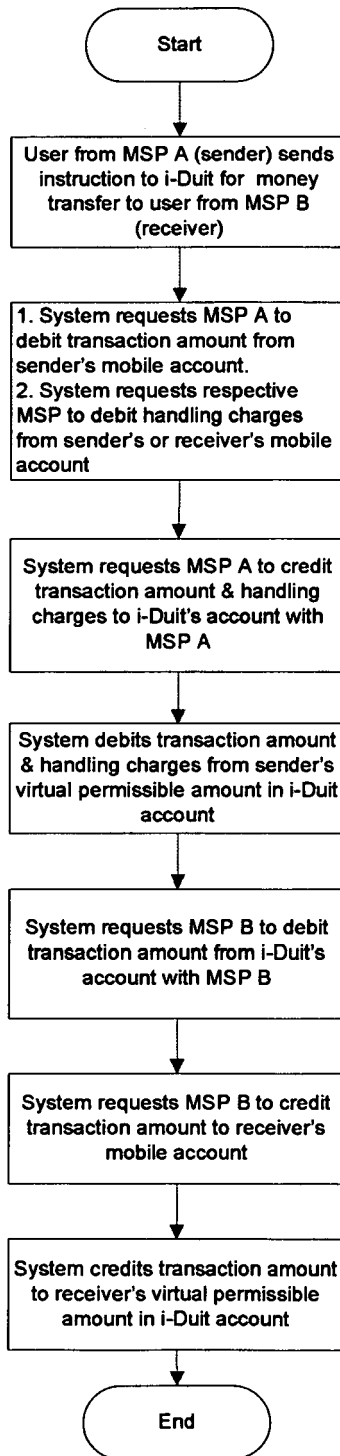 Start
User from MSP A (sender) sends
instruction to i-Duit for money
transfer to user from MSP B
(receiver)
1. System requests MSP A to
debit transaction amount from
sender's mobile account.
2. System requests respective
MSP to debit handling charges
from sender's or receiver's mobile
account
System requests MSP A to credit
transaction amount & handling
charges to i-Duit's account with
MSP A
System debits transaction amount
& handling charges from sender's
virtual permissible amount in i-Duit
account
System requests MSP B to debit
transaction amount from i-Duit's
account with MSP B
System requests MSP B to credit
transaction amount to receiver's
mobile account
System credits transaction amount
to receiver's virtual permissible
amount in i-Duit account
End